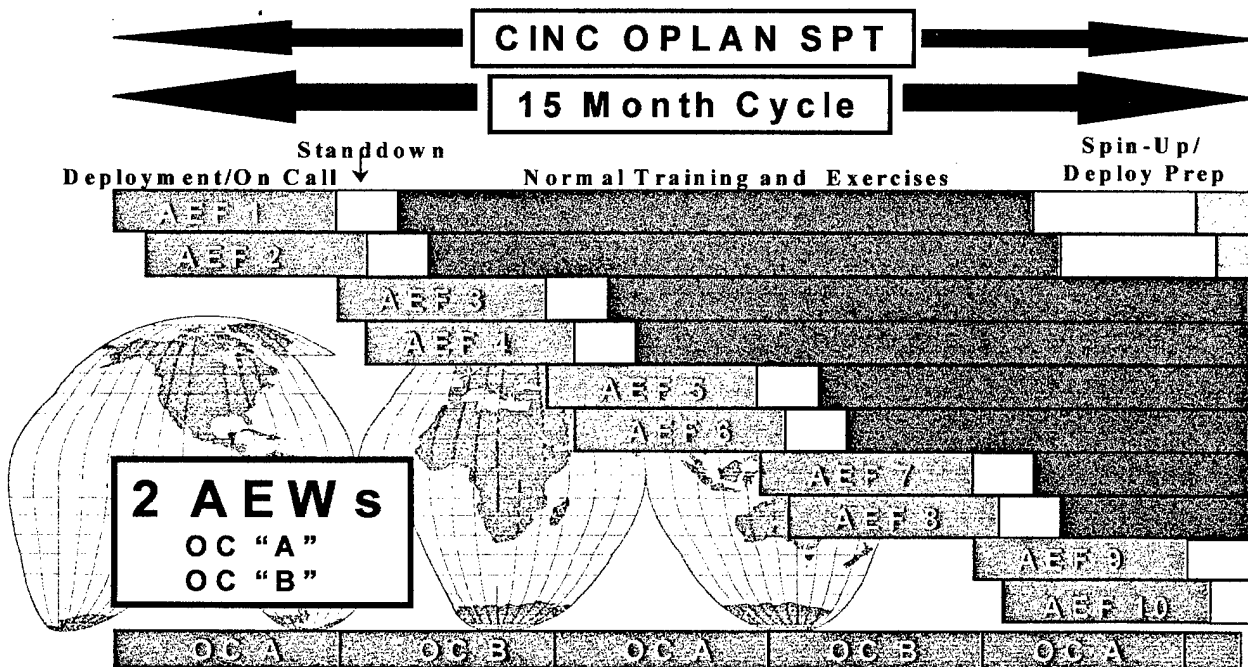 CINC OPLAN SPT
15 Month Cycle
Standdown
Deployment/On Call
Normal Training and Exercises
Spin-Up/
Deploy Prep
AEF 1
AEF 2
AEF 3
AEF 4
AEF 5
AEF 6
AEF 7
AEF 8
AEF 9
AEF 10
2 AEWs
OC "A"
OC "B"
OC A OC B OC A OC B OC A